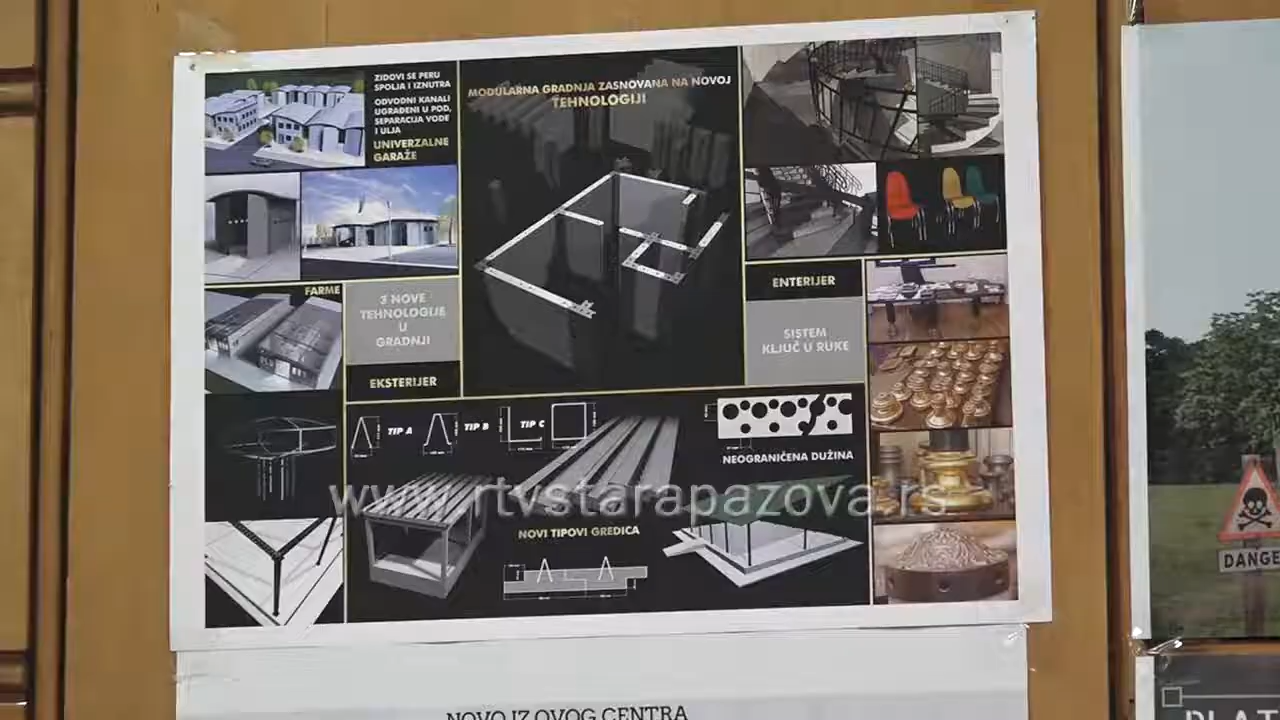 ZIDOVI SE PERU
SPOLJA I IZNUTRA
ODVODNI KANALI
UGRAĐENI U POD,
SEPARACIJA VODE
I ULJA
UNIVERZALNE
GARAŽE
MODULARNA GRADNJA ZASNOVANA NA NOVOJ
TEHNOLOGIJI
FARME
3 NOVE
TEHNOLOGIJE
U
GRADNJI
EKSTERIJER
ENTERIJER
SISTEM
KLJUČ U RUKE
TIP A
TIP B
TIP C
NEOGRANIČENA DUŽINA
NOVI TIPOVI GREDICA
www.rtvstarapazova.rs
DANGE
NOVO IZ OVOG CENTRA
PLAT